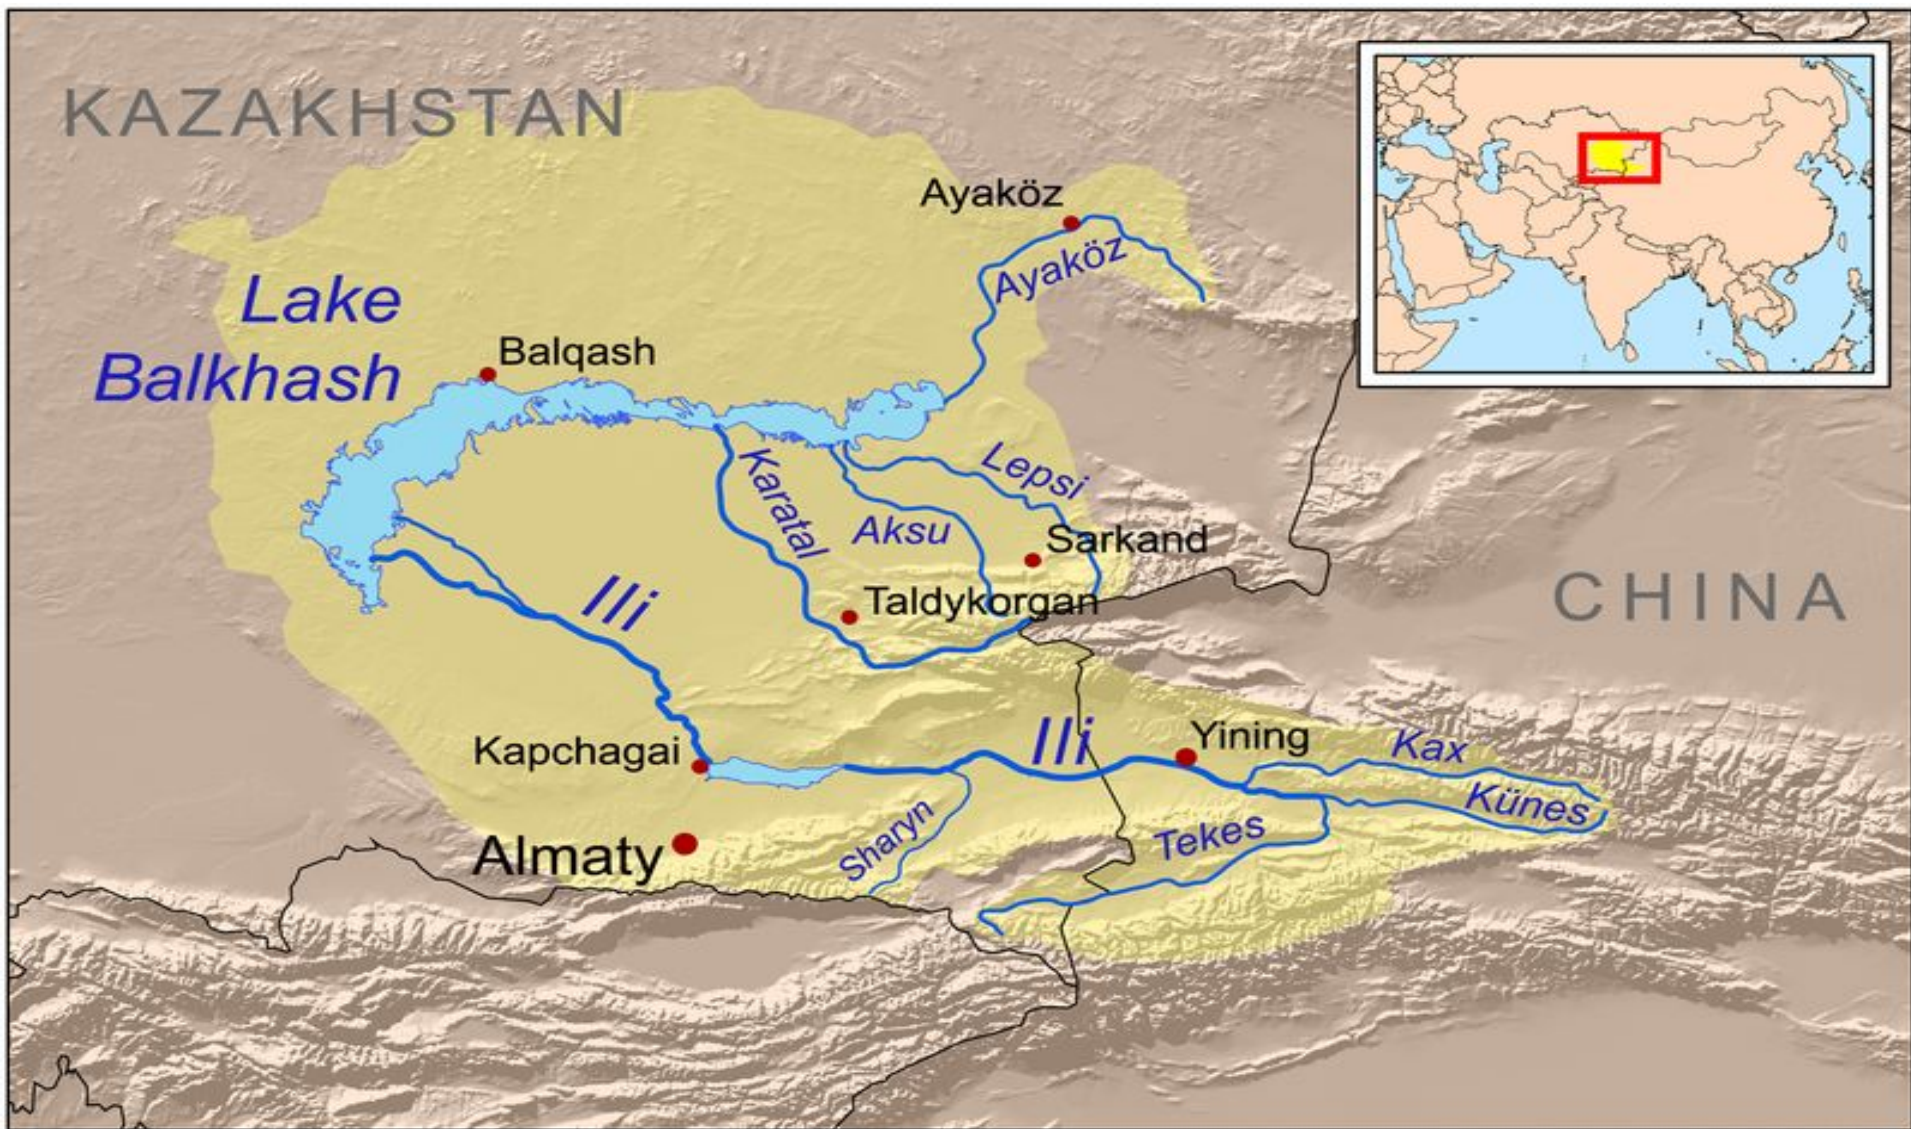 KAZAKHSTAN
Ayaköz
Ayaköz
Lake
Balkhash
Balqash
Lepsi
Karatal
Aksu
Sarkand
Ili
Taldykorgan
CHINA
Ili
Yining
Kapchagai
Kax
Künes
Sharyn
Tekes
Almaty